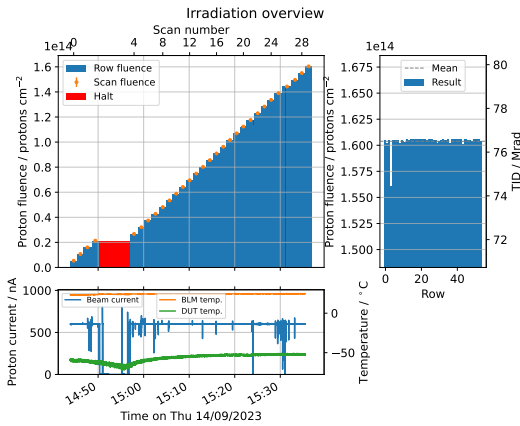 Irradiation overview
Scan number
1e14
0 4 8 12 16 20 24 28
Row fluence
Scan fluence
Halt
Proton fluence / protons cm⁻²
1.6
1.4
1.2
1.0
0.8
0.6
0.4
0.2
0.0
1e14
Mean
Result
Proton fluence / protons cm⁻²
1.675
1.650
1.625
1.600
1.575
1.550
1.525
1.500
80
78
76
74
72
TID / Mrad
0 20 40
Row
Beam current
BLM temp.
DUT temp.
Proton current / nA
1000
500
0
0
−50
Temperature / °C
14:50 15:00 15:10 15:20 15:30
Time on Thu 14/09/2023